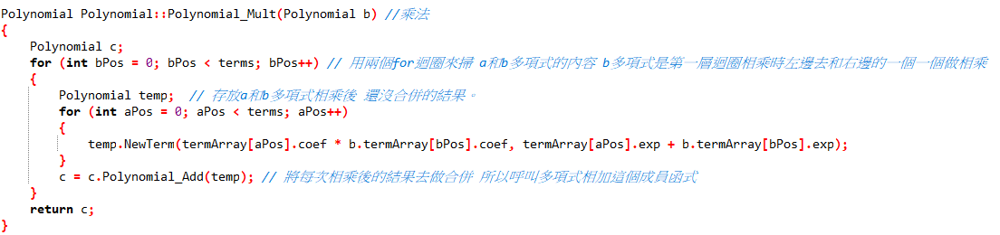 Polynomial Polynomial::Polynomial_Mult(Polynomial b) //乘法
{
    Polynomial c;
    for (int bPos = 0; bPos < terms; bPos++) // 用兩個for迴圈來掃 a和b多項式的內容 b多項式是第一層迴圈相乘時左邊去和右邊的一個一個做相乘
    {
        Polynomial temp;  // 存放a和b多項式相乘後 還沒合併的結果。
        for (int aPos = 0; aPos < terms; aPos++)
        {
            temp.NewTerm(termArray[aPos].coef * b.termArray[bPos].coef, termArray[aPos].exp + b.termArray[bPos].exp);
        }
        c = c.Polynomial_Add(temp); // 將每次相乘後的結果去做合併 所以呼叫多項式相加這個成員函式
    }
    return c;
}